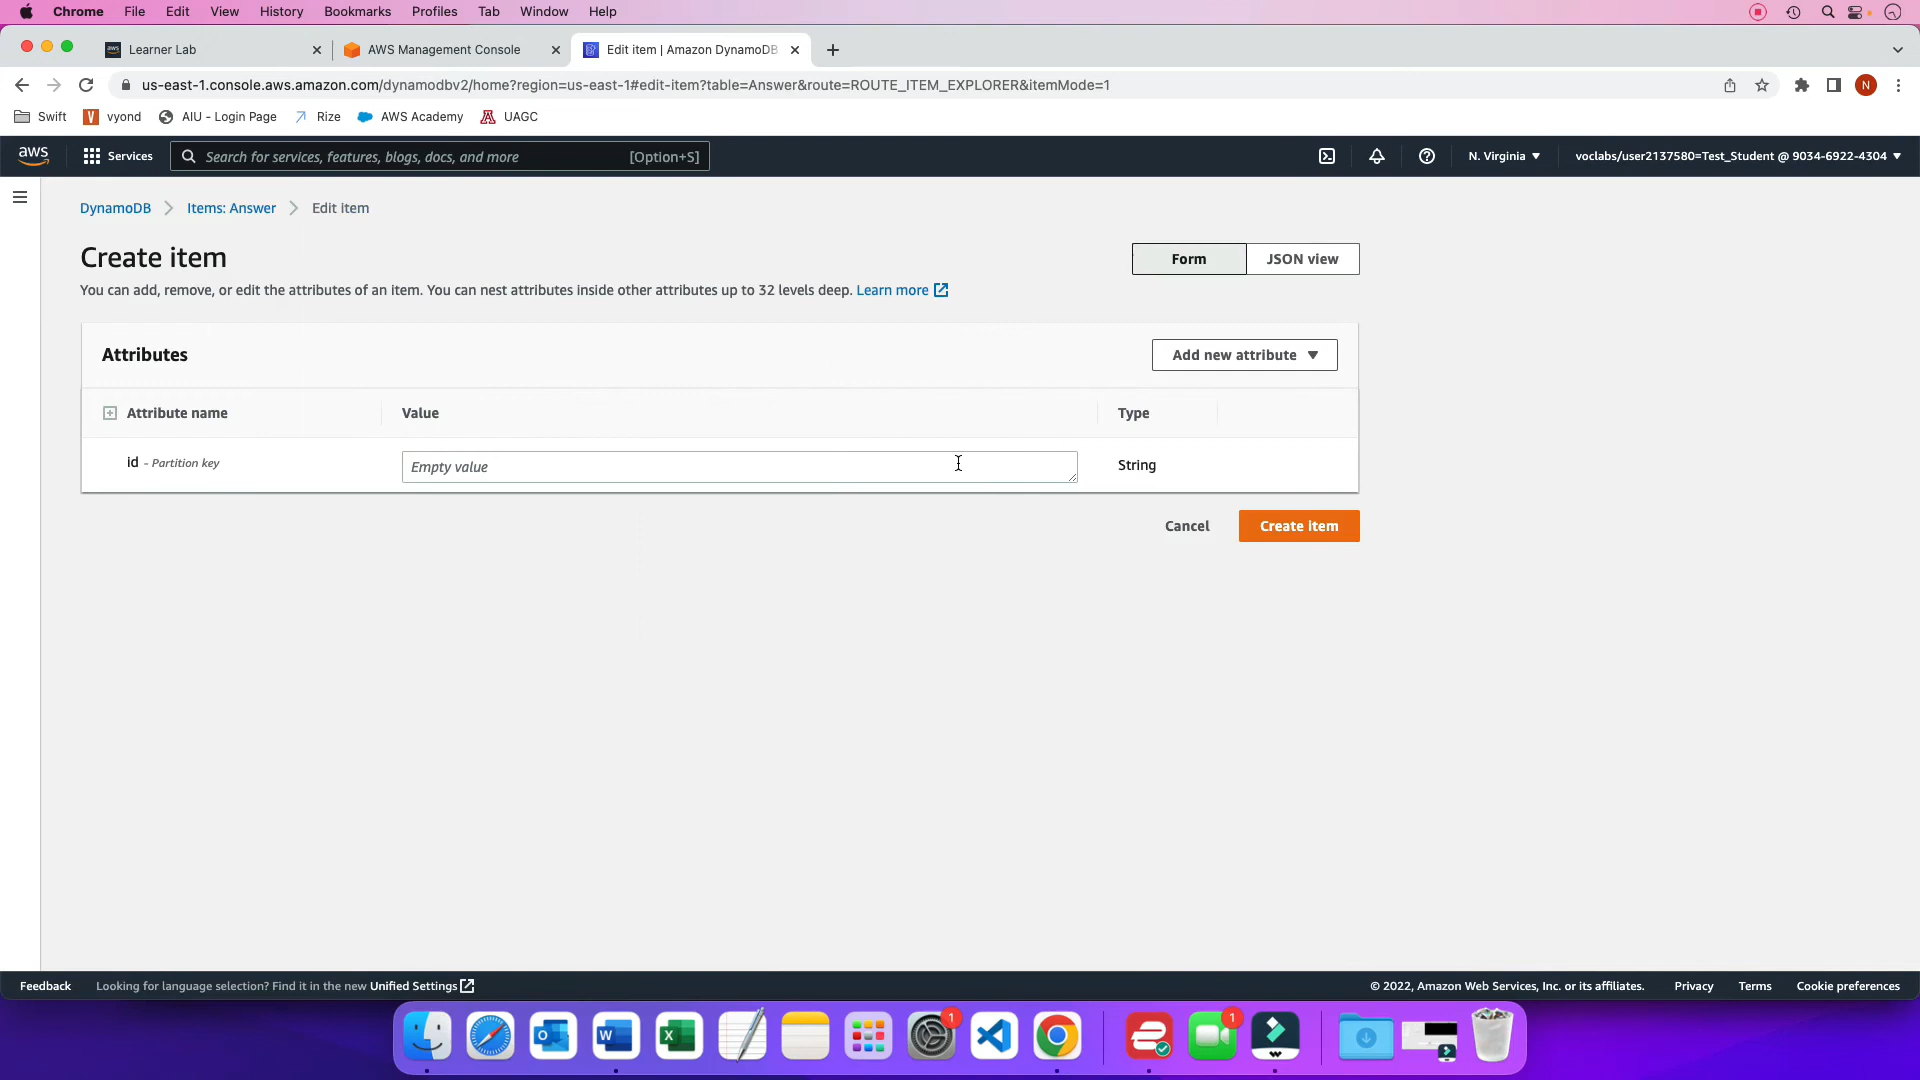 Chrome File Edit View History Bookmarks Profiles Tab Window Help
Learner Lab AWS Management Console Edit item | Amazon DynamoDB
us-east-1.console.aws.amazon.com/dynamodbv2/home?region=us-east-1#edit-item?table=Answer&route=ROUTE_ITEM_EXPLORER&itemMode=1 N
Swift vyond AIU - Login Page Rize AWS Academy UAGC
aws Services Search for services, features, blogs, docs, and more [Option+S] N. Virginia voclabs/user2137580=Test_Student @ 9034-6922-4304
DynamoDB Items: Answer Edit item
Create item Form JSON view
You can add, remove, or edit the attributes of an item. You can nest attributes inside other attributes up to 32 levels deep. Learn more
Attributes Add new attribute
Attribute name Value Type
id - Partition key Empty value String
Cancel Create item
Feedback Looking for language selection? Find it in the new Unified Settings © 2022, Amazon Web Services, Inc. or its affiliates. Privacy Terms Cookie preferences
1 1